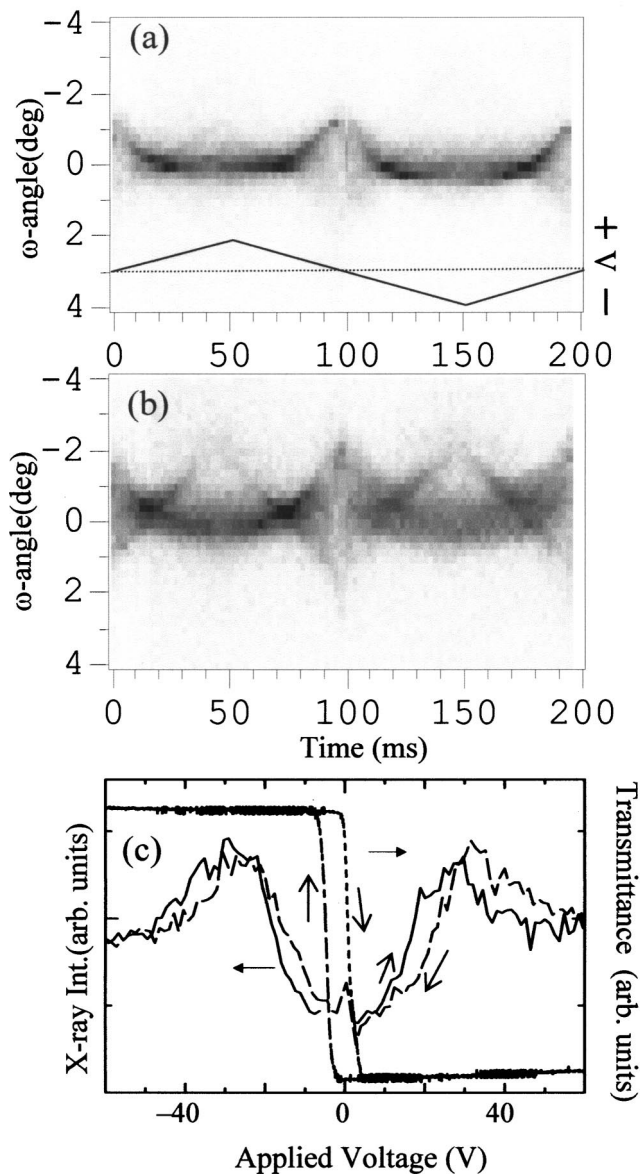 (a)
−4
−2
0
2
4
ω-angle(deg)
+ V −
0 50 100 150 200
(b)
−4
−2
0
2
4
ω-angle(deg)
0 50 100 150 200
Time (ms)
(c)
X-ray Int.(arb. units)
Transmittance (arb. units)
−40 0 40
Applied Voltage (V)